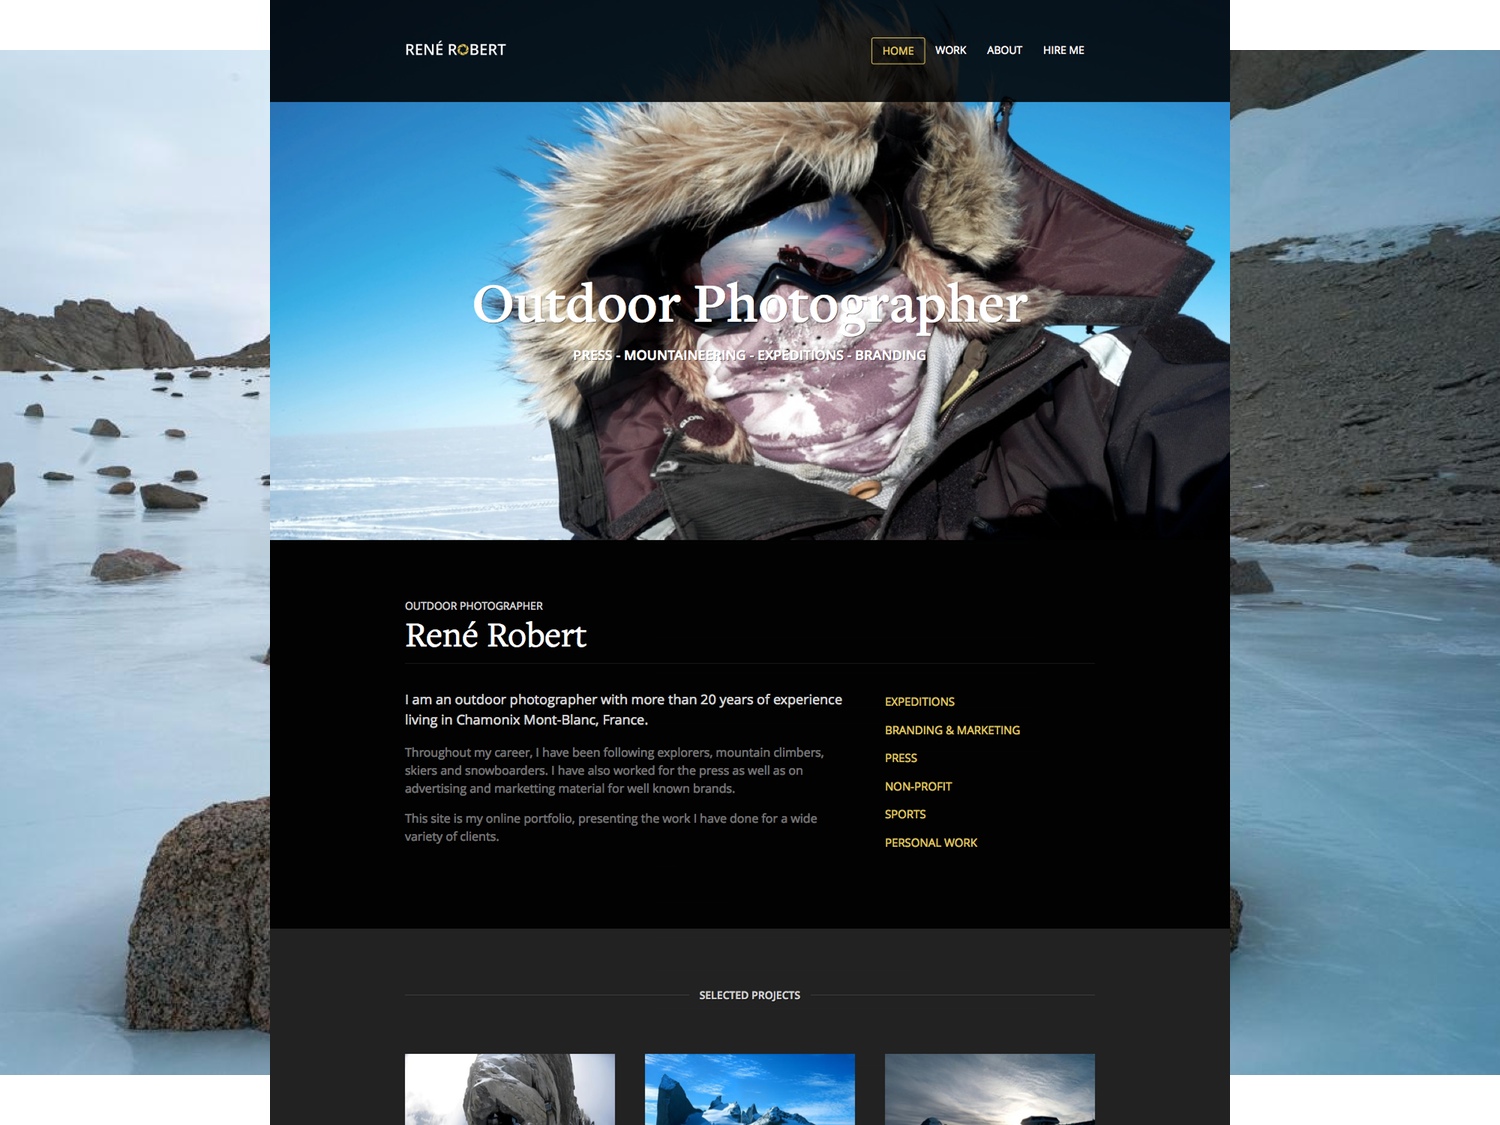 RENÉ ROBERT
HOME WORK ABOUT HIRE ME
Outdoor Photographer
PRESS - MOUNTAINEERING - EXPEDITIONS - BRANDING
OUTDOOR PHOTOGRAPHER
René Robert
I am an outdoor photographer with more than 20 years of experience
living in Chamonix Mont-Blanc, France.
Throughout my career, I have been following explorers, mountain climbers,
skiers and snowboarders. I have also worked for the press as well as on
advertising and marketting material for well known brands.
This site is my online portfolio, presenting the work I have done for a wide
variety of clients.
EXPEDITIONS
BRANDING & MARKETING
PRESS
NON-PROFIT
SPORTS
PERSONAL WORK
SELECTED PROJECTS